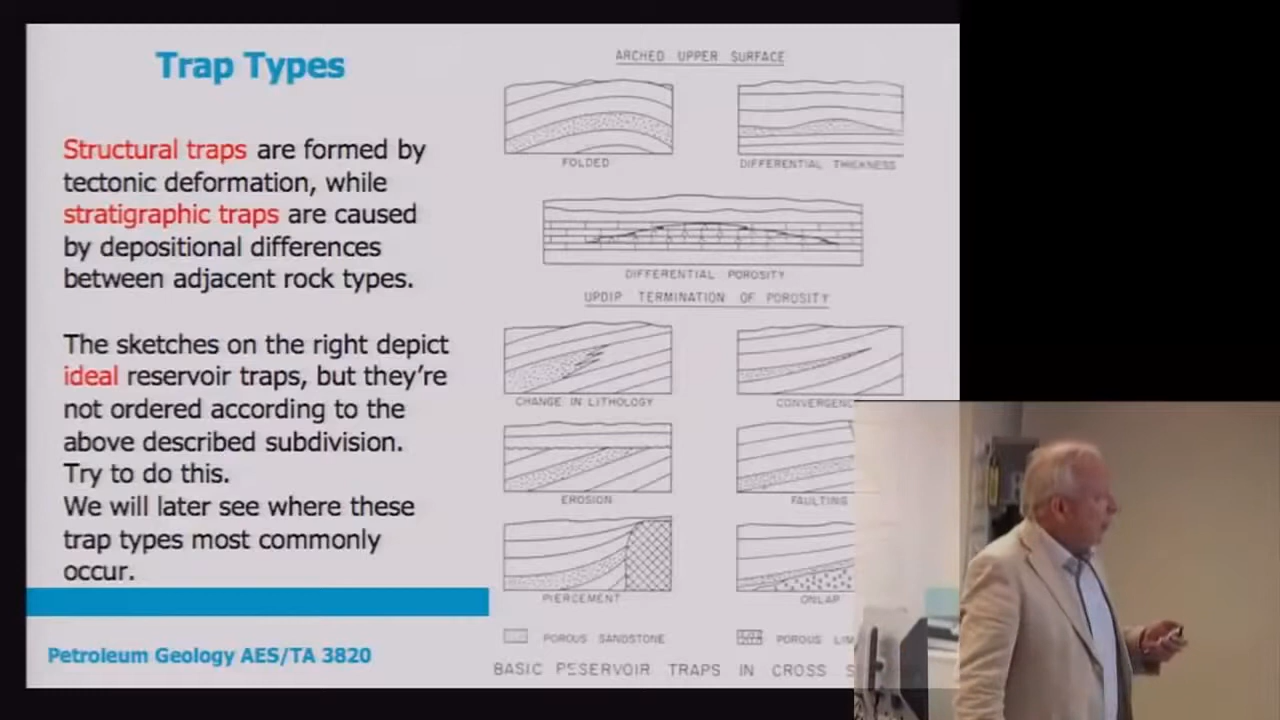 Trap Types
Structural traps are formed by
tectonic deformation, while
stratigraphic traps are caused
by depositional differences
between adjacent rock types.
The sketches on the right depict
ideal reservoir traps, but they're
not ordered according to the
above described subdivision.
Try to do this.
We will later see where these
trap types most commonly
occur.
Petroleum Geology AES/TA 3820
ARCHED UPPER SURFACE
FOLDED
DIFFERENTIAL THICKNESS
DIFFERENTIAL POROSITY
UPDIP TERMINATION OF POROSITY
CHANGE IN LITHOLOGY
CONVERGENC
EROSION
FAULTING
PIERCEMENT
ONLAP
POROUS SANDSTONE
POROUS LIM
BASIC RESERVOIR TRAPS IN CROSS S